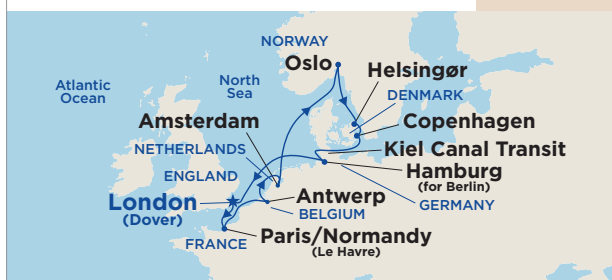 NORWAY
Oslo
Helsingør
Atlantic
Ocean
North
Sea
DENMARK
Amsterdam
Copenhagen
NETHERLANDS
Kiel Canal Transit
ENGLAND
Hamburg
(for Berlin)
London
(Dover)
Antwerp
GERMANY
BELGIUM
Paris/Normandy
(Le Havre)
FRANCE